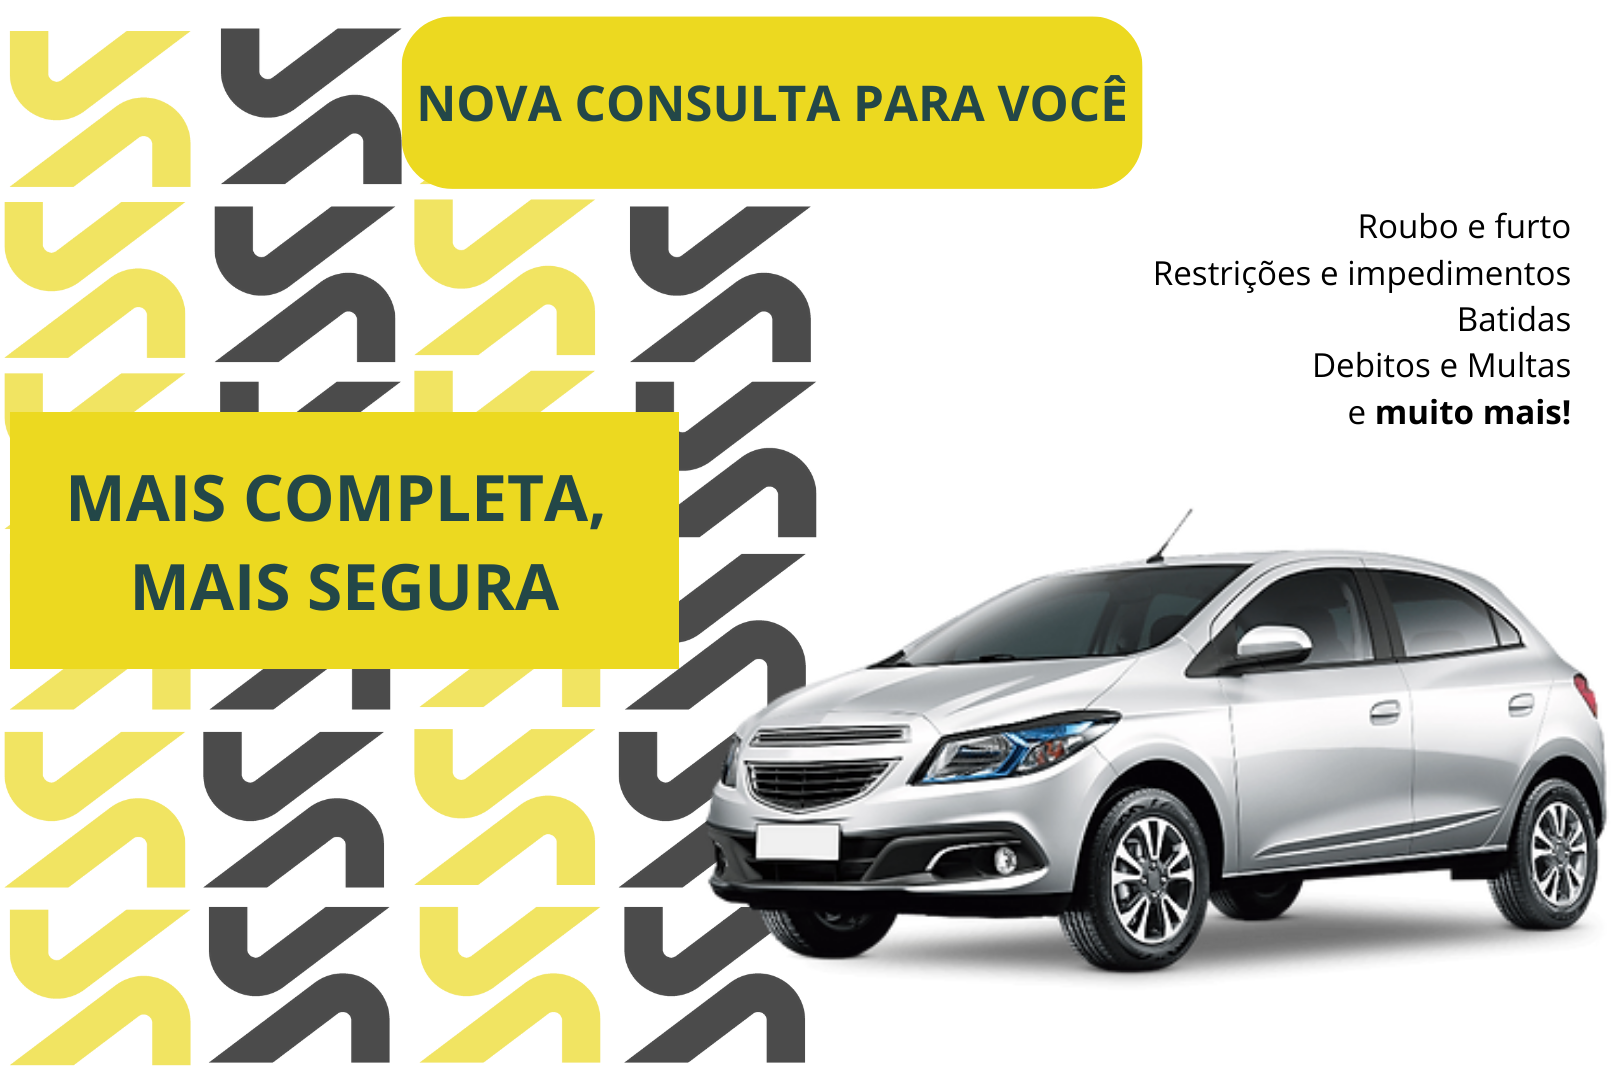 NOVA CONSULTA PARA VOCÊ
Roubo e furto
Restrições e impedimentos
Batidas
Debitos e Multas
e muito mais!
MAIS COMPLETA,
MAIS SEGURA